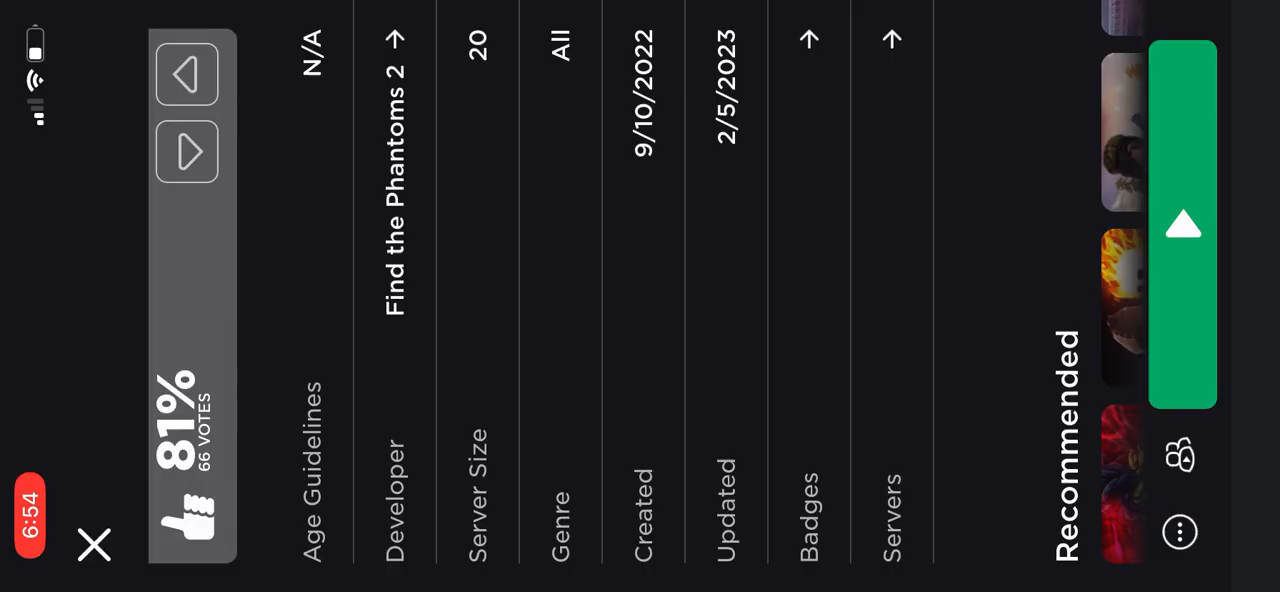 6:54
81%
66 VOTES
Age Guidelines N/A
Developer Find the Phantoms 2
Server Size 20
Genre All
Created 9/10/2022
Updated 2/5/2023
Badges
Servers
Recommended